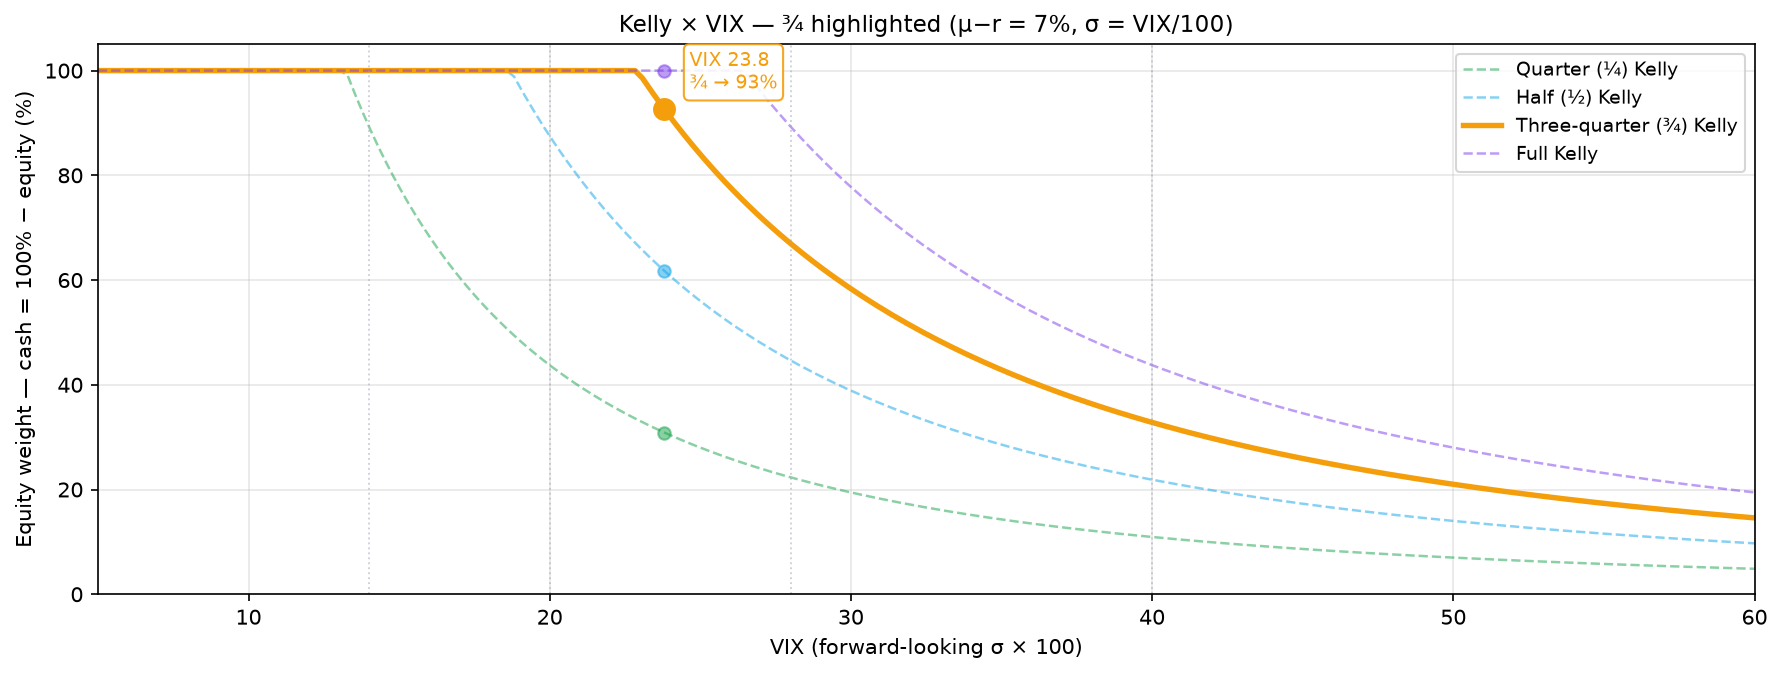 Kelly × VIX — ¾ highlighted (μ−r = 7%, σ = VIX/100)
Equity weight — cash = 100% − equity (%)
100
80
60
40
20
0
VIX 23.8
¾ → 93%
Quarter (¼) Kelly
Half (½) Kelly
Three-quarter (¾) Kelly
Full Kelly
10 20 30 40 50 60
VIX (forward-looking σ × 100)